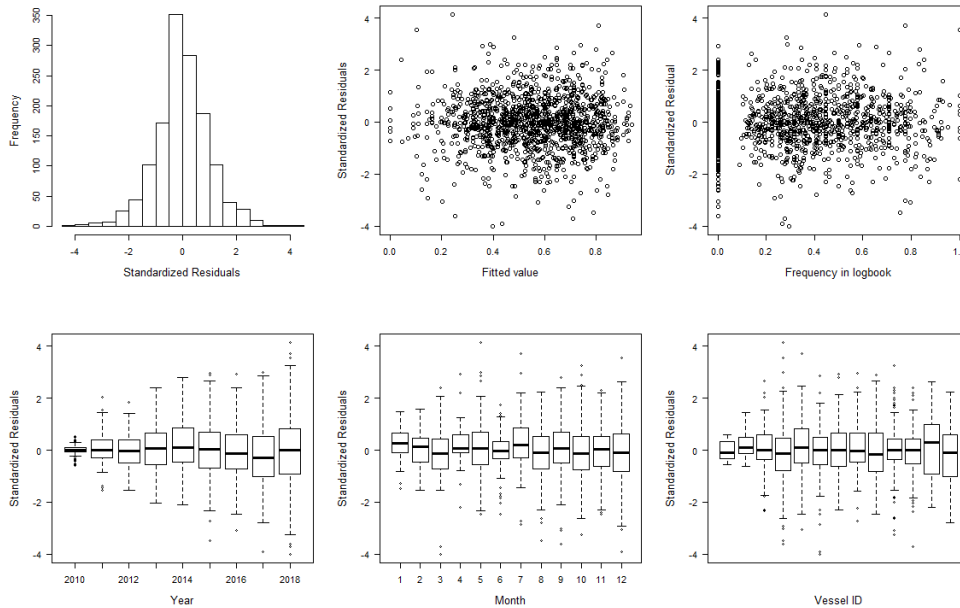 Frequency
350
300
250
200
150
100
50
0
-4 -2 0 2 4
Standardized Residuals
Standardized Residuals
4
2
0
-2
-4
0.0 0.2 0.4 0.6 0.8
Fitted value
Standardized Residual
4
2
0
-2
-4
0.0 0.2 0.4 0.6 0.8 1.
Frequency in logbook
Standardized Residuals
4
2
0
-2
-4
2010 2012 2014 2016 2018
Year
Standardized Residuals
4
2
0
-2
-4
1 2 3 4 5 6 7 8 9 10 11 12
Month
Standardized Residuals
4
2
0
-2
-4
Vessel ID